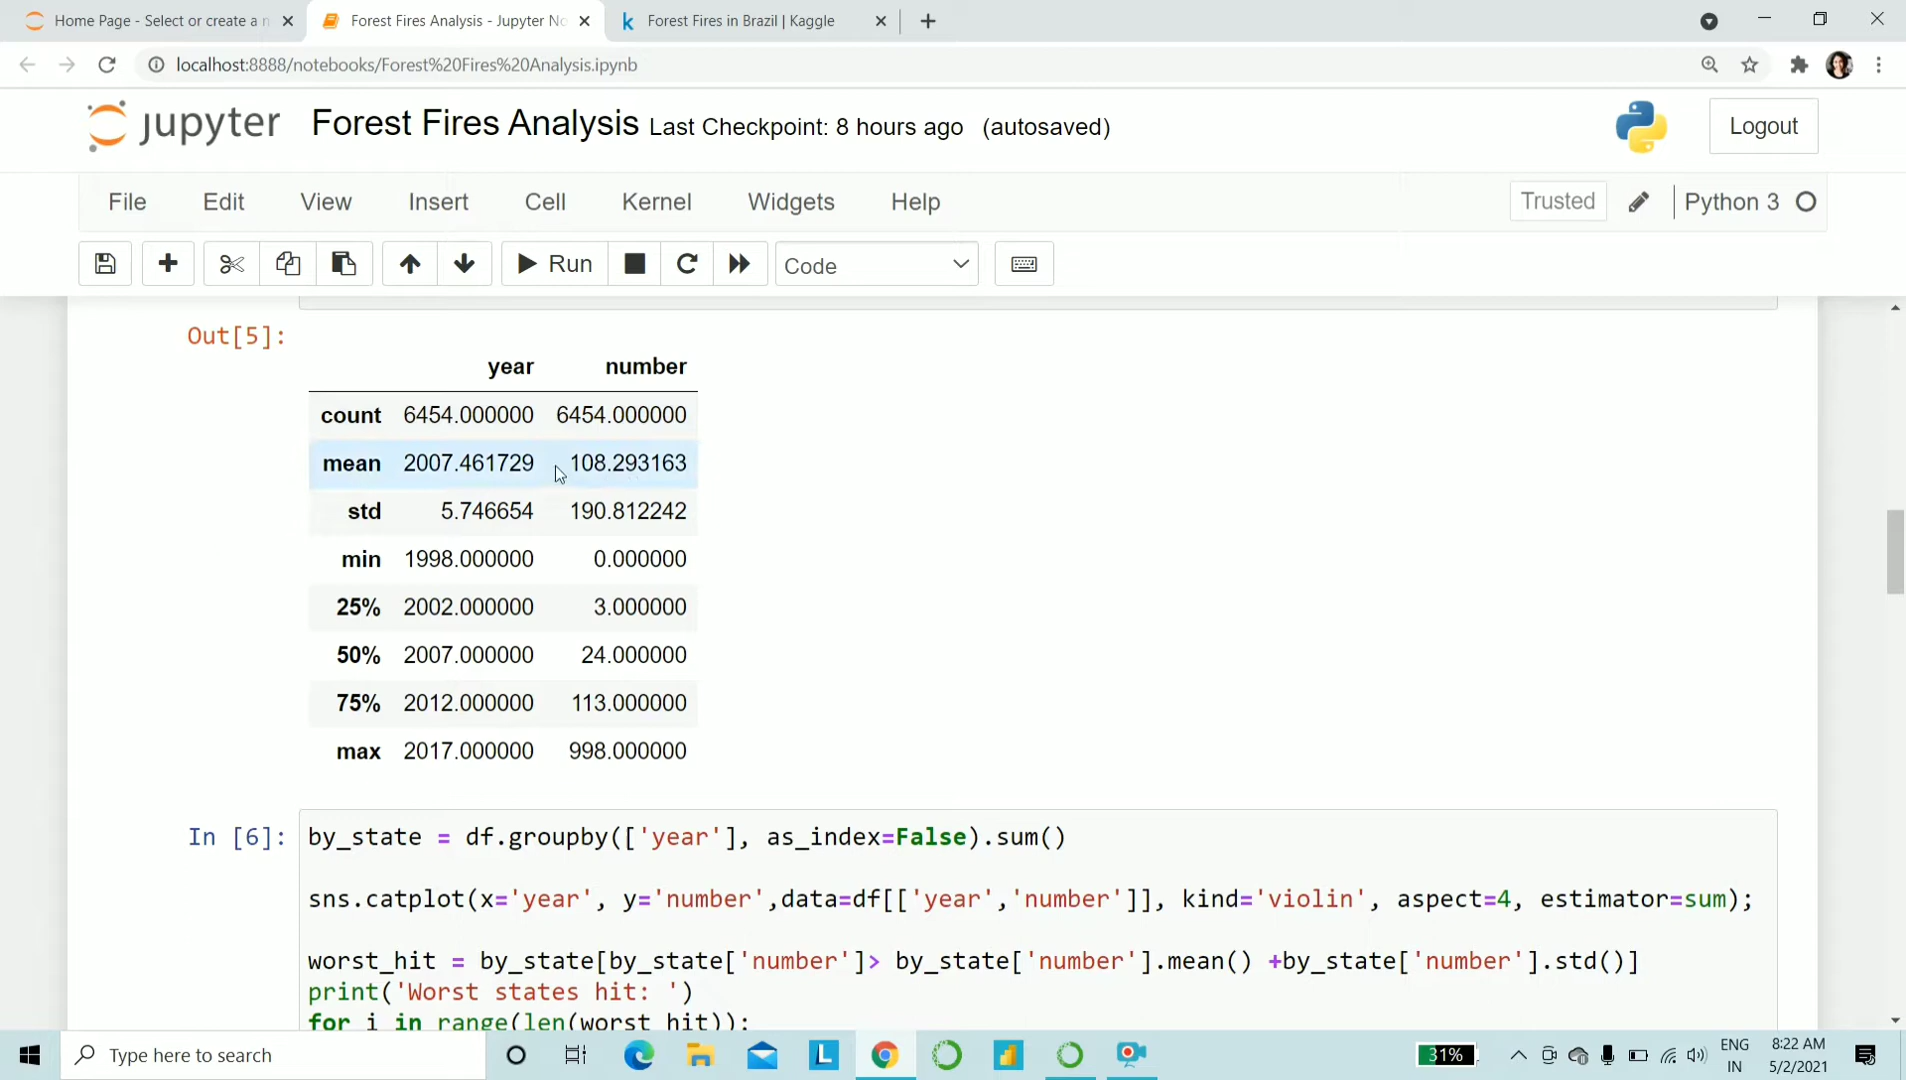 Home Page - Select or create a n
Forest Fires Analysis - Jupyter No
Forest Fires in Brazil | Kaggle
localhost:8888/notebooks/Forest%20Fires%20Analysis.ipynb
jupyter Forest Fires Analysis Last Checkpoint: 8 hours ago (autosaved)
Logout
File Edit View Insert Cell Kernel Widgets Help
Trusted Python 3
Run Code
Out[5]:
year number
count 6454.000000 6454.000000
mean 2007.461729 108.293163
std 5.746654 190.812242
min 1998.000000 0.000000
25% 2002.000000 3.000000
50% 2007.000000 24.000000
75% 2012.000000 113.000000
max 2017.000000 998.000000
In [6]: by_state = df.groupby(['year'], as_index=False).sum()
sns.catplot(x='year', y='number',data=df[['year','number']], kind='violin', aspect=4, estimator=sum);
worst_hit = by_state[by_state['number']> by_state['number'].mean() +by_state['number'].std()]
print('Worst states hit: ')
for i in range(len(worst_hit)):
Type here to search
L
31%
ENG
IN
8:22 AM
5/2/2021